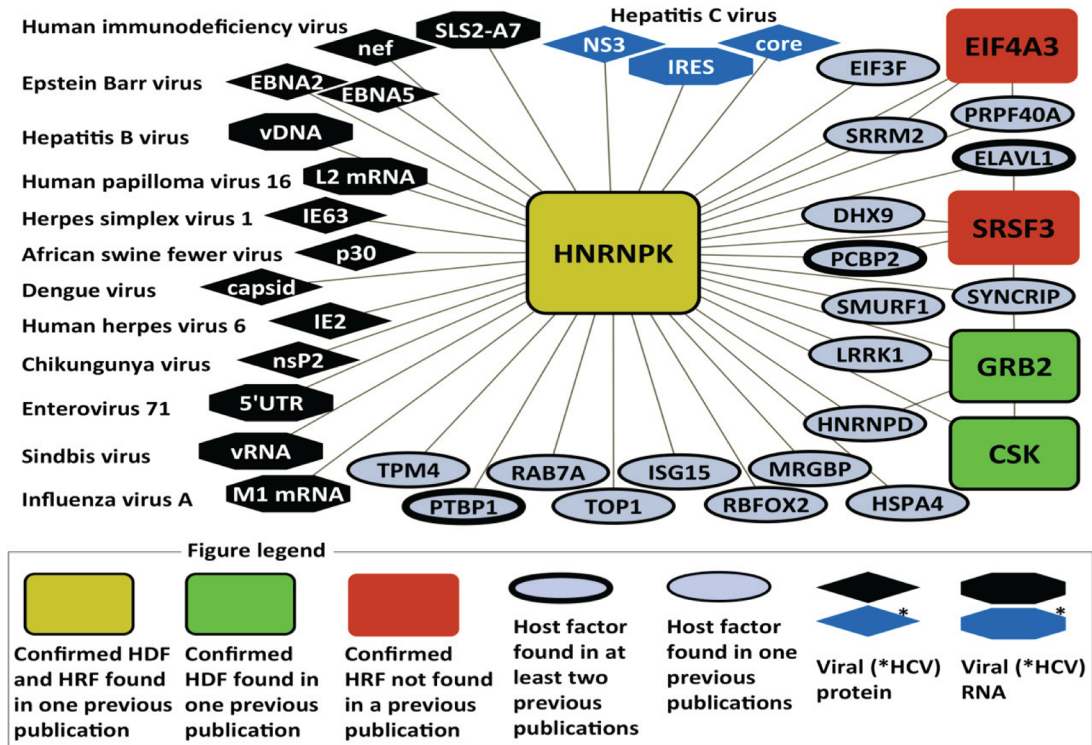 Human immunodeficiency virus
nef
SLS2-A7
Hepatitis C virus
NS3
IRES
core
Epstein Barr virus
EBNA2
EBNA5
Hepatitis B virus
vDNA
Human papilloma virus 16
L2 mRNA
Herpes simplex virus 1
IE63
African swine fewer virus
p30
Dengue virus
capsid
Human herpes virus 6
IE2
Chikungunya virus
nsP2
Enterovirus 71
5'UTR
Sindbis virus
vRNA
Influenza virus A
M1 mRNA
HNRNPK
EIF3F
EIF4A3
SRRM2
PRPF40A
ELAVL1
DHX9
SRSF3
PCBP2
SYNCRIP
SMURF1
LRRK1
GRB2
HNRNPD
CSK
TPM4
PTBP1
RAB7A
TOP1
ISG15
RBFOX2
MRGBP
HSPA4
Figure legend
Confirmed HDF
and HRF found
in one previous
publication
Confirmed
HDF found in
one previous
publication
Confirmed
HRF not found
in a previous
publication
Host factor
found in at
least two
previous
publications
Host factor
found in one
previous
publications
*
Viral (*HCV)
protein
*
Viral (*HCV)
RNA